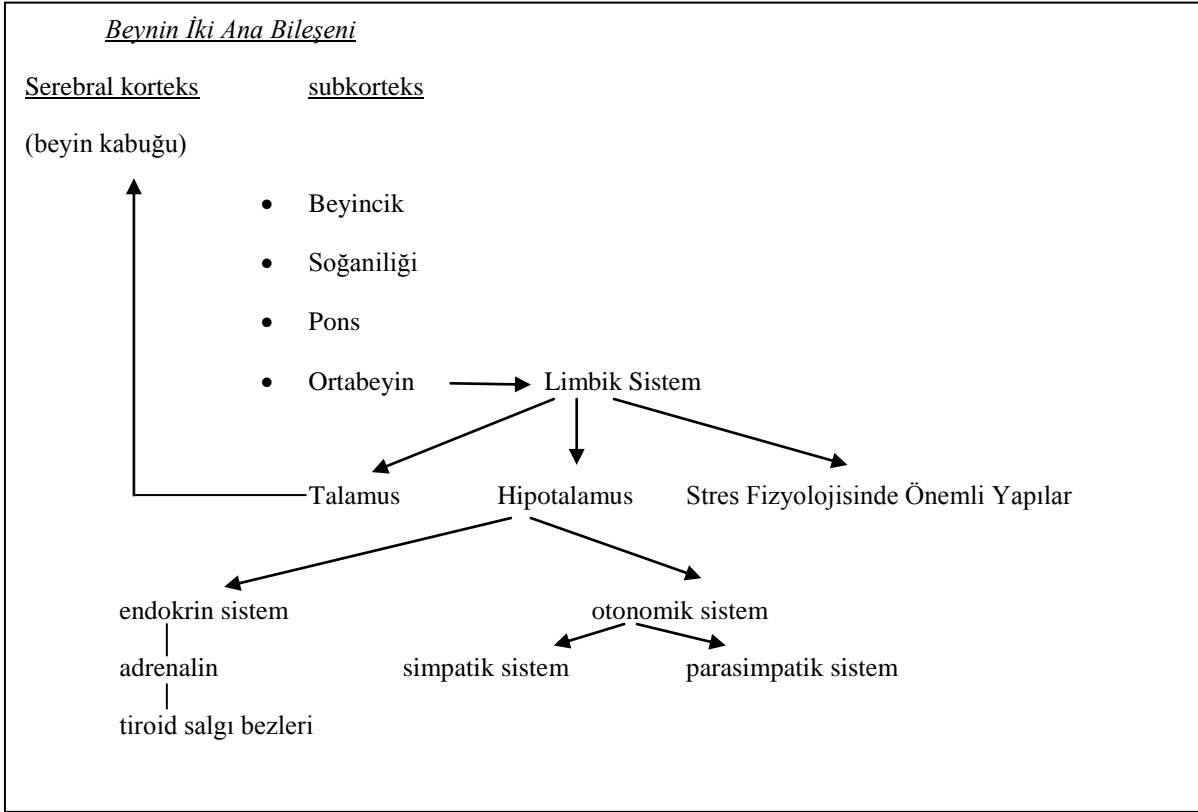 Beynin İki Ana Bileşeni
Serebral korteks subkorteks
(beyin kabuğu)
• Beyincik
• Soğaniliği
• Pons
• Ortabeyin Limbik Sistem
Talamus Hipotalamus Stres Fizyolojisinde Önemli Yapılar
endokrin sistem otonomik sistem
adrenalin simpatik sistem parasimpatik sistem
tiroid salgı bezleri